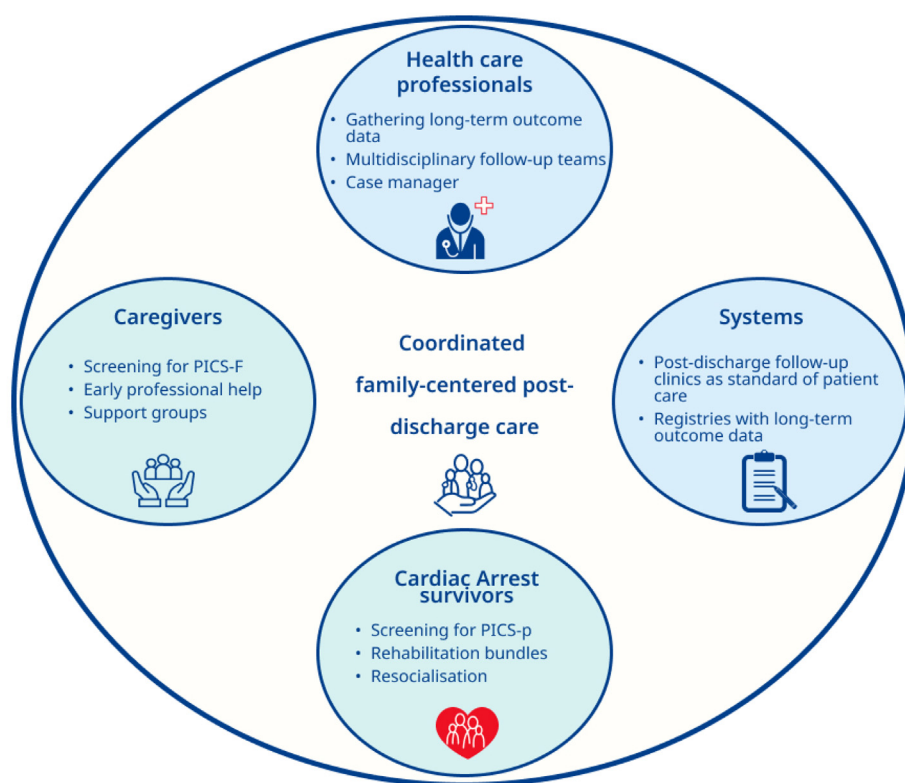 Health care
professionals
• Gathering long-term outcome
data
• Multidisciplinary follow-up teams
• Case manager
Caregivers
• Screening for PICS-F
• Early professional help
• Support groups
Coordinated
family-centered post-
discharge care
Systems
• Post-discharge follow-up
clinics as standard of patient
care
• Registries with long-term
outcome data
Cardiac Arrest
survivors
• Screening for PICS-p
• Rehabilitation bundles
• Resocialisation